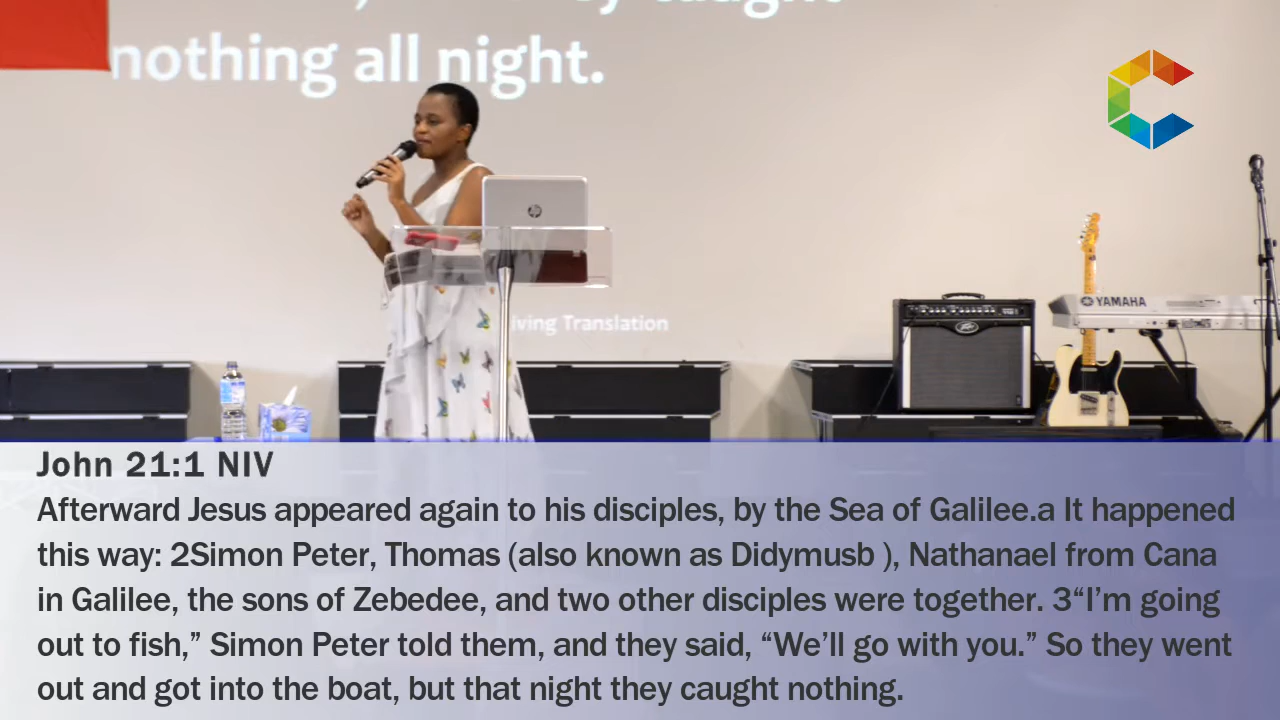 nothing all night.
YAMAHA
iving Translation
John 21:1 NIV
Afterward Jesus appeared again to his disciples, by the Sea of Galilee.a It happened
this way: 2Simon Peter, Thomas (also known as Didymusb ), Nathanael from Cana
in Galilee, the sons of Zebedee, and two other disciples were together. 3“I’m going
out to fish,” Simon Peter told them, and they said, “We’ll go with you.” So they went
out and got into the boat, but that night they caught nothing.